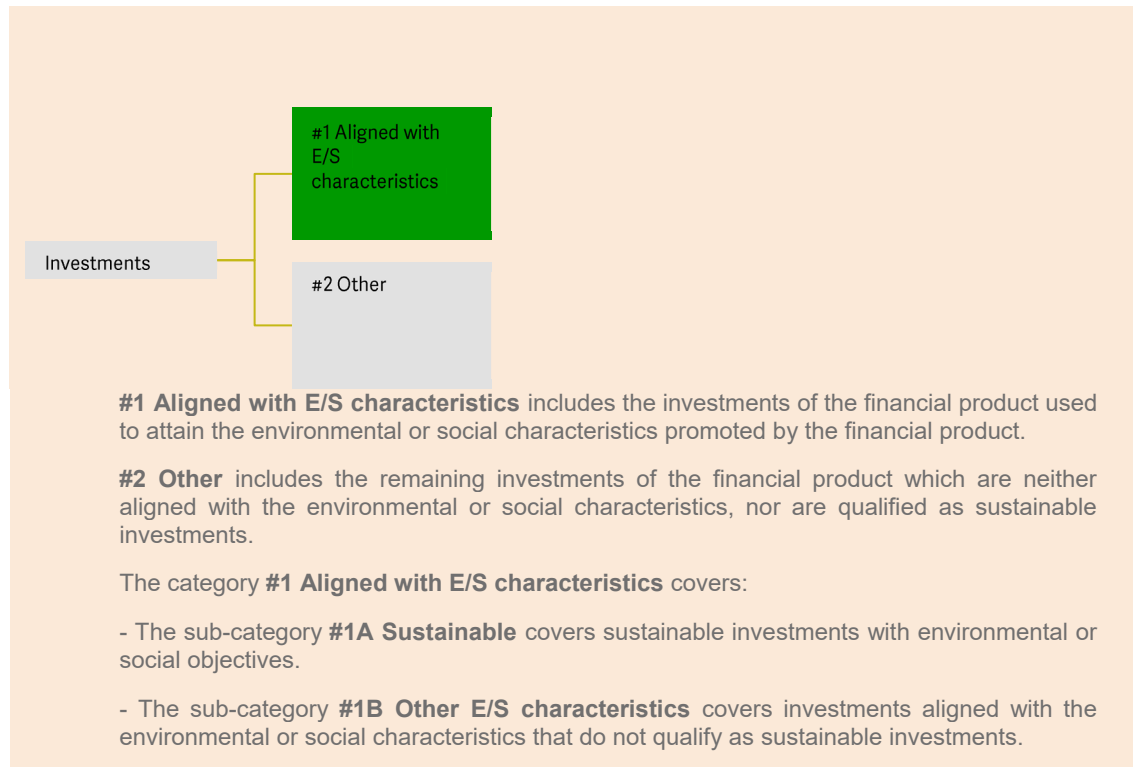 #1 Aligned with
E/S
characteristics
Investments
#2 Other
#1 Aligned with E/S characteristics includes the investments of the financial product used
to attain the environmental or social characteristics promoted by the financial product.
#2 Other includes the remaining investments of the financial product which are neither
aligned with the environmental or social characteristics, nor are qualified as sustainable
investments.
The category #1 Aligned with E/S characteristics covers:
- The sub-category #1A Sustainable covers sustainable investments with environmental or
social objectives.
- The sub-category #1B Other E/S characteristics covers investments aligned with the
environmental or social characteristics that do not qualify as sustainable investments.